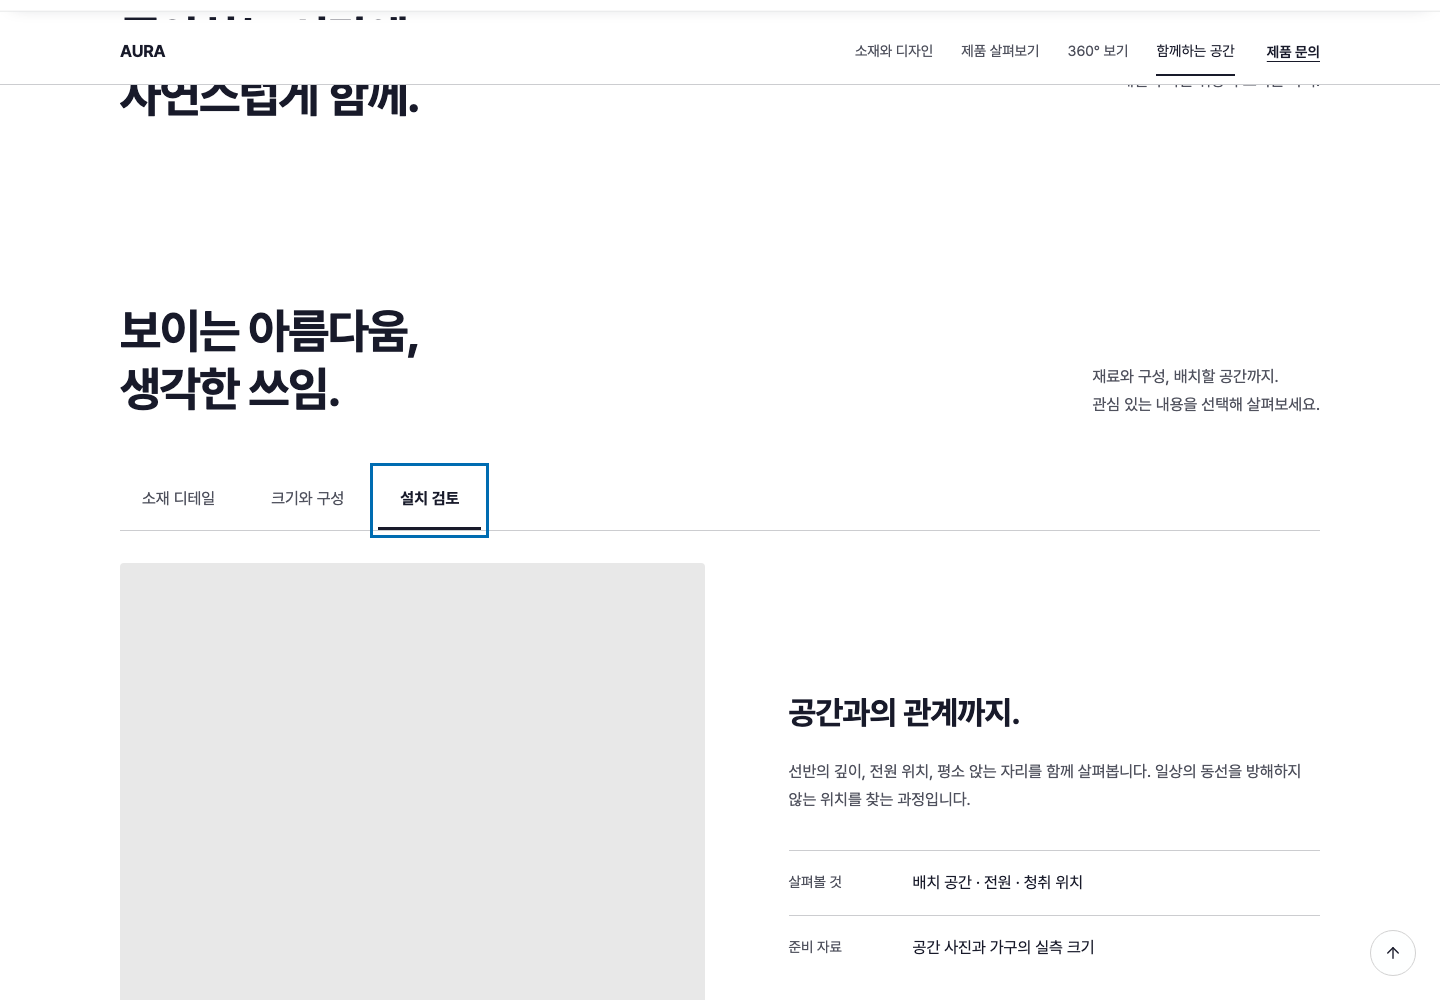 AURA
소재와 디자인
제품 살펴보기
360° 보기
함께하는 공간
제품 문의
자연스럽게 함께.
보이는 아름다움,
생각한 쓰임.
재료와 구성, 배치할 공간까지.
관심 있는 내용을 선택해 살펴보세요.
소재 디테일
크기와 구성
설치 검토
공간과의 관계까지.
선반의 깊이, 전원 위치, 평소 앉는 자리를 함께 살펴봅니다. 일상의 동선을 방해하지
않는 위치를 찾는 과정입니다.
살펴볼 것
배치 공간 · 전원 · 청취 위치
준비 자료
공간 사진과 가구의 실측 크기